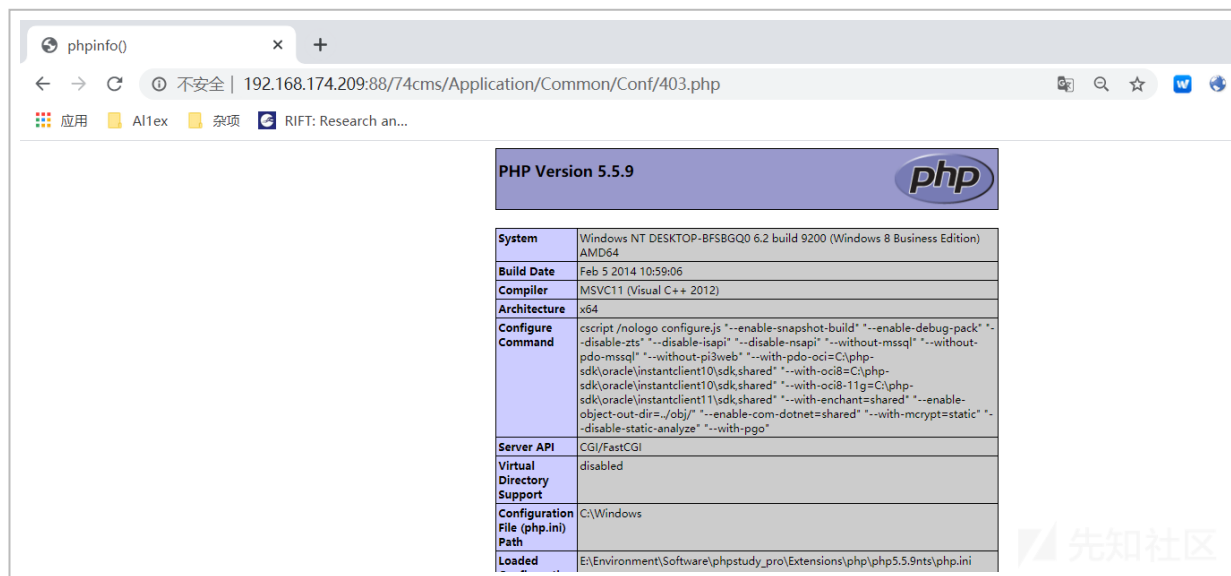 phpinfo()
不安全 | 192.168.174.209:88/74cms/Application/Common/Conf/403.php
应用 Al1ex 杂项 RIFT: Research an...
PHP Version 5.5.9
php
System Windows NT DESKTOP-BFSBGQ0 6.2 build 9200 (Windows 8 Business Edition)
AMD64
Build Date Feb 5 2014 10:59:06
Compiler MSVC11 (Visual C++ 2012)
Architecture x64
Configure cscript /nologo configure.js "--enable-snapshot-build" "--enable-debug-pack" "-
Command -disable-zts" "--disable-isapi" "--disable-nsapi" "--without-mssql" "--without-
pdo-mssql" "--without-pi3web" "--with-pdo-oci=C:\php-
sdk\oracle\instantclient10\sdk,shared" "--with-oci8=C:\php-
sdk\oracle\instantclient10\sdk,shared" "--with-oci8-11g=C:\php-
sdk\oracle\instantclient11\sdk,shared" "--with-enchant=shared" "--enable-
object-out-dir=../obj/" "--enable-com-dotnet=shared" "--with-mcrypt=static" "-
-disable-static-analyze" "--with-pgo"
Server API CGI/FastCGI
Virtual disabled
Directory
Support
Configuration C:\Windows
File (php.ini)
Path
Loaded E:\Environment\Software\phpstudy_pro\Extensions\php\php5.5.9nts\php.ini
先知社区